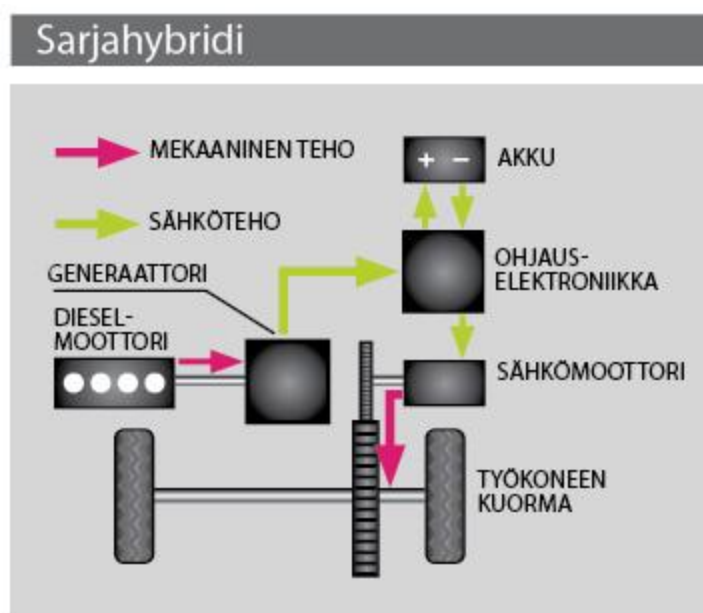 Sarjahybridi
MEKAANINEN TEHO
SÄHKÖTEHO
+ −
AKKU
OHJAUS-
ELEKTRONIIKKA
GENERAATTORI
DIESEL-
MOOTTORI
SÄHKÖMOOTTORI
TYÖKONEEN
KUORMA